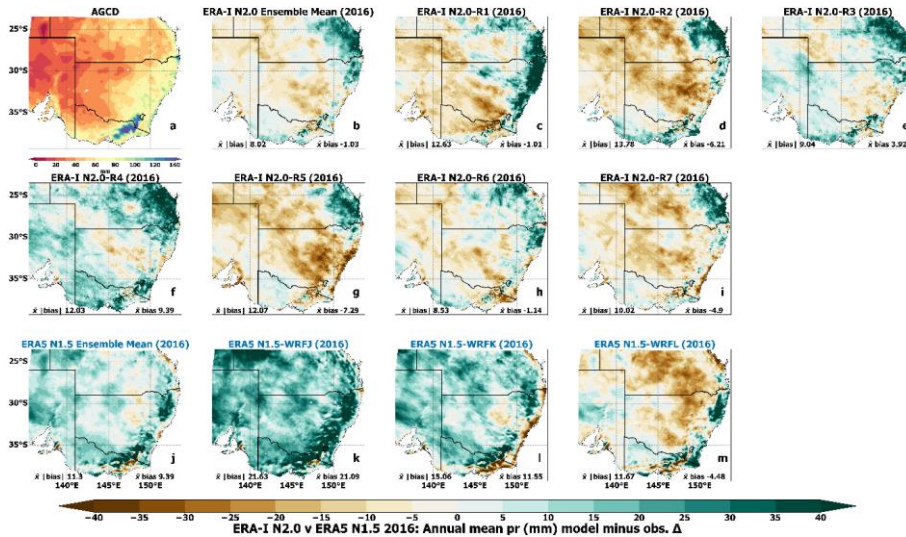 AGCD
ERA-I N2.0 Ensemble Mean (2016)
ERA-I N2.0-R1 (2016)
ERA-I N2.0-R2 (2016)
ERA-I N2.0-R3 (2016)
25°S
30°S
35°S
a
b
c
d
e
x̄ |bias| 8.02 x̄ bias -1.03
x̄ |bias| 12.63 x̄ bias -1.01
x̄ |bias| 13.78 x̄ bias -6.21
x̄ |bias| 9.04 x̄ bias 3.92
0 20 40 60 80 100 120 140
mm
ERA-I N2.0-R4 (2016)
ERA-I N2.0-R5 (2016)
ERA-I N2.0-R6 (2016)
ERA-I N2.0-R7 (2016)
25°S
30°S
35°S
f
g
h
i
x̄ |bias| 12.03 x̄ bias 9.39
x̄ |bias| 12.07 x̄ bias -7.29
x̄ |bias| 8.53 x̄ bias -1.14
x̄ |bias| 10.02 x̄ bias -4.9
ERA5 N1.5 Ensemble Mean (2016)
ERA5 N1.5-WRFJ (2016)
ERA5 N1.5-WRFK (2016)
ERA5 N1.5-WRFL (2016)
25°S
30°S
35°S
j
k
l
m
x̄ |bias| 11.3 x̄ bias 9.39
x̄ |bias| 21.63 x̄ bias 21.09
x̄ |bias| 15.06 x̄ bias 11.55
x̄ |bias| 11.67 x̄ bias -4.48
140°E 145°E 150°E
140°E 145°E 150°E
140°E 145°E 150°E
140°E 145°E 150°E
−40 −35 −30 −25 −20 −15 −10 −5 0 5 10 15 20 25 30 35 40
ERA-I N2.0 v ERA5 N1.5 2016: Annual mean pr (mm) model minus obs. Δ